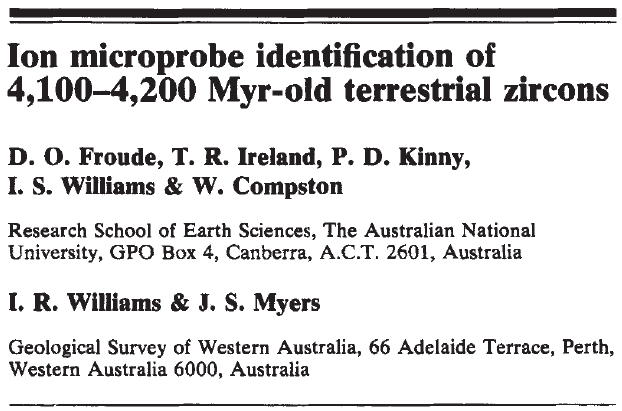 Ion microprobe identification of
4,100–4,200 Myr-old terrestrial zircons
D. O. Froude, T. R. Ireland, P. D. Kinny,
I. S. Williams & W. Compston
Research School of Earth Sciences, The Australian National
University, GPO Box 4, Canberra, A.C.T. 2601, Australia
I. R. Williams & J. S. Myers
Geological Survey of Western Australia, 66 Adelaide Terrace, Perth,
Western Australia 6000, Australia